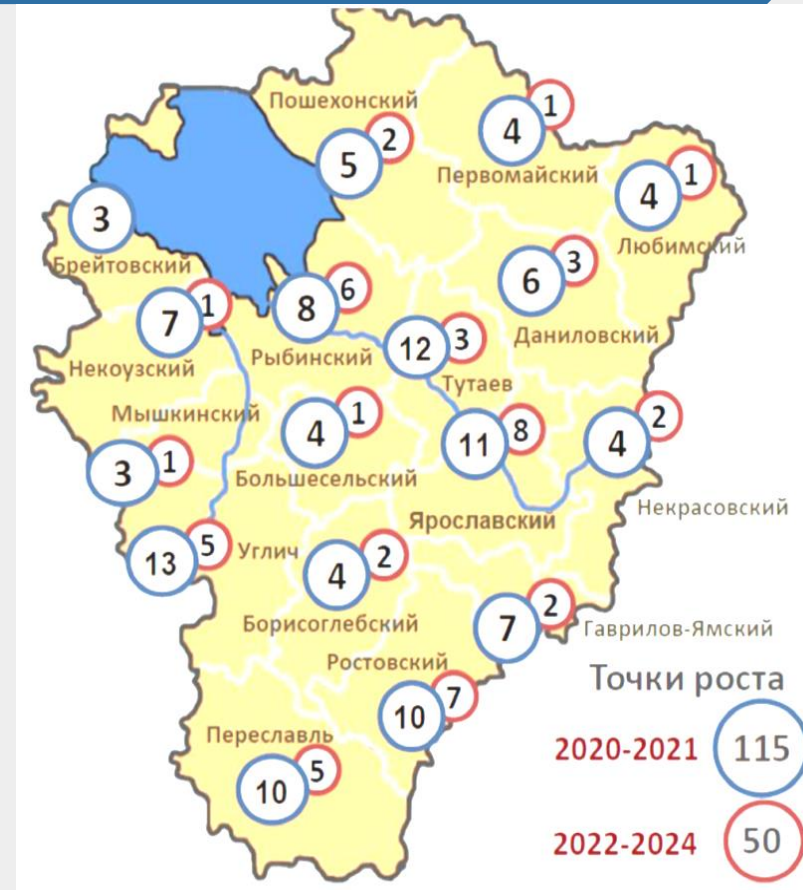 Пошехонский
1
4
2
5
Первомайский
1
4
3
Любимский
Брейтовский
3
6
6
1
8
7
Даниловский
3
12
Рыбинский
Некоузский
Тутаев
Мышкинский
1
4
2
4
8
11
1
3
Большесельский
Некрасовский
Ярославский
5
13
Углич
2
4
2
7
Борисоглебский
Гаврилов-Ямский
Ростовский
Точки роста
7
10
Переславль
5
10
2020-2021 115
2022-2024 50